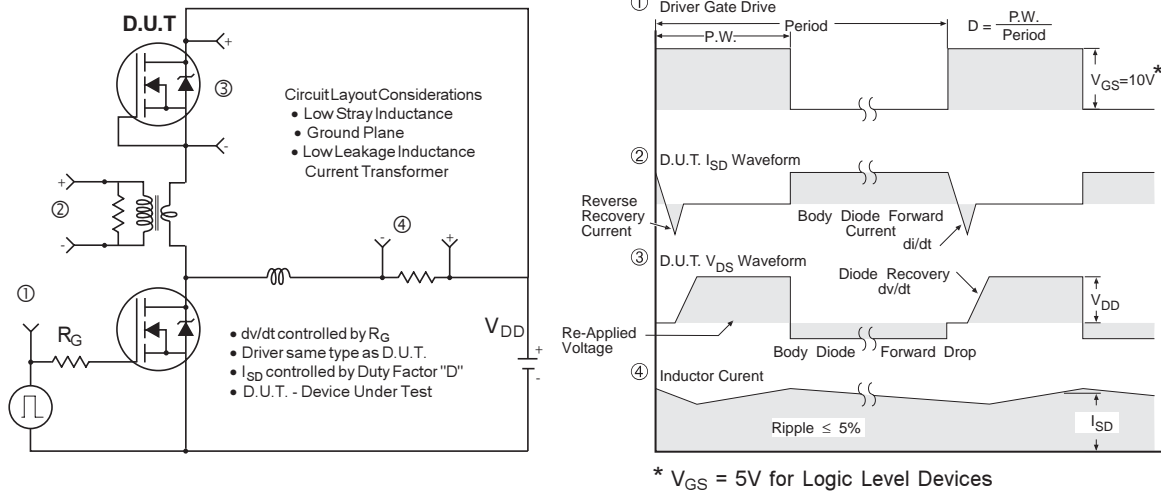 D.U.T
+
③
-
Circuit Layout Considerations
• Low Stray Inductance
• Ground Plane
• Low Leakage Inductance
Current Transformer
+
②
-
④
- +
①
R_G
V_DD
+
-
• dv/dt controlled by R_G
• Driver same type as D.U.T.
• I_SD controlled by Duty Factor "D"
• D.U.T. - Device Under Test
① Driver Gate Drive
P.W.
Period
D = P.W. / Period
V_GS=10V *
② D.U.T. I_SD Waveform
Reverse
Recovery
Current
Body Diode Forward
Current
di/dt
③ D.U.T. V_DS Waveform
Diode Recovery
dv/dt
V_DD
Re-Applied
Voltage
Body Diode Forward Drop
④ Inductor Curent
Ripple ≤ 5%
I_SD
* V_GS = 5V for Logic Level Devices